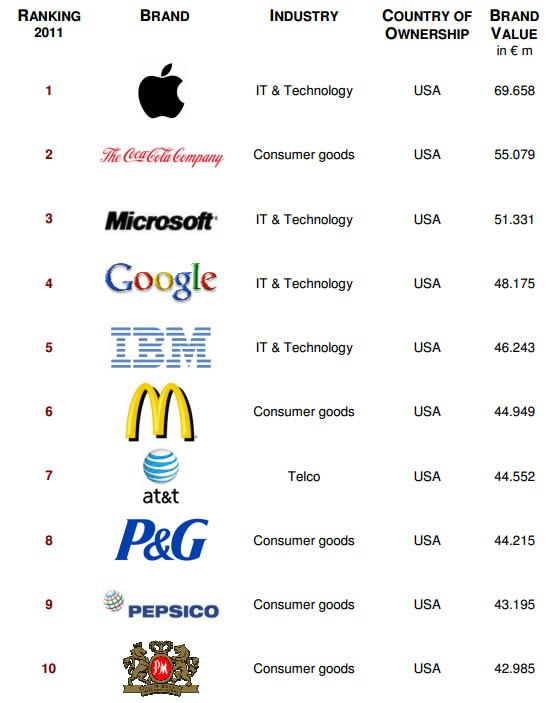 RANKING 2011 BRAND INDUSTRY COUNTRY OF OWNERSHIP BRAND VALUE in € m
1 IT & Technology USA 69.658
2 The Coca-Cola Company Consumer goods USA 55.079
3 Microsoft® IT & Technology USA 51.331
4 Google IT & Technology USA 48.175
5 IBM IT & Technology USA 46.243
6 M Consumer goods USA 44.949
7 at&t Telco USA 44.552
8 P&G Consumer goods USA 44.215
9 PEPSICO Consumer goods USA 43.195
10 PM Consumer goods USA 42.985